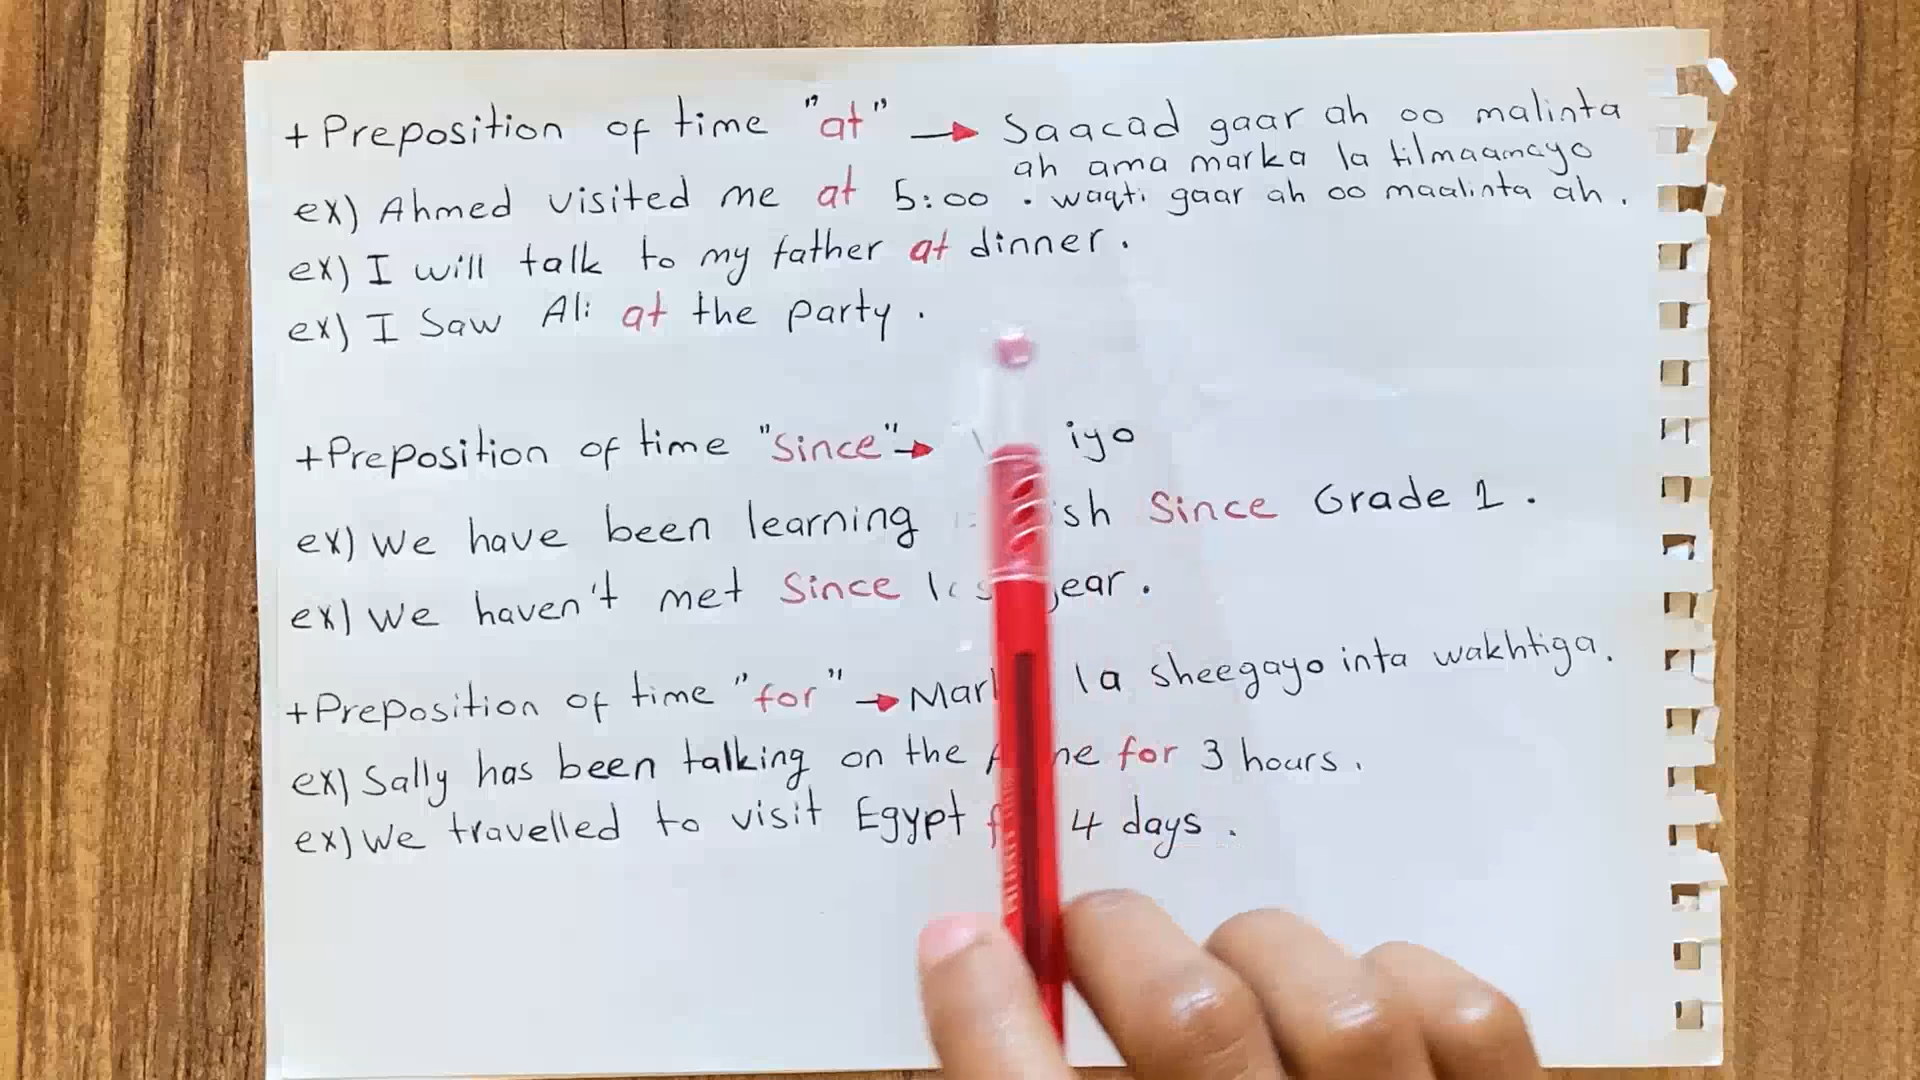 +Preposition of time "at" → Saacad gaar ah oo malinta
ah ama marka la tilmaamayo
ex) Ahmed visited me at 5:00 . waqti gaar ah oo maalinta ah .
ex) I will talk to my father at dinner .
ex) I Saw Ali at the party .
+Preposition of time "Since" → iyo
ex) We have been learning Since Grade 1 .
ex) We haven't met Since year .
+Preposition of time "for" → la sheegayo inta wakhtiga .
ex) Sally has been talking on the for 3 hours .
ex) We travelled to visit Egypt 4 days .